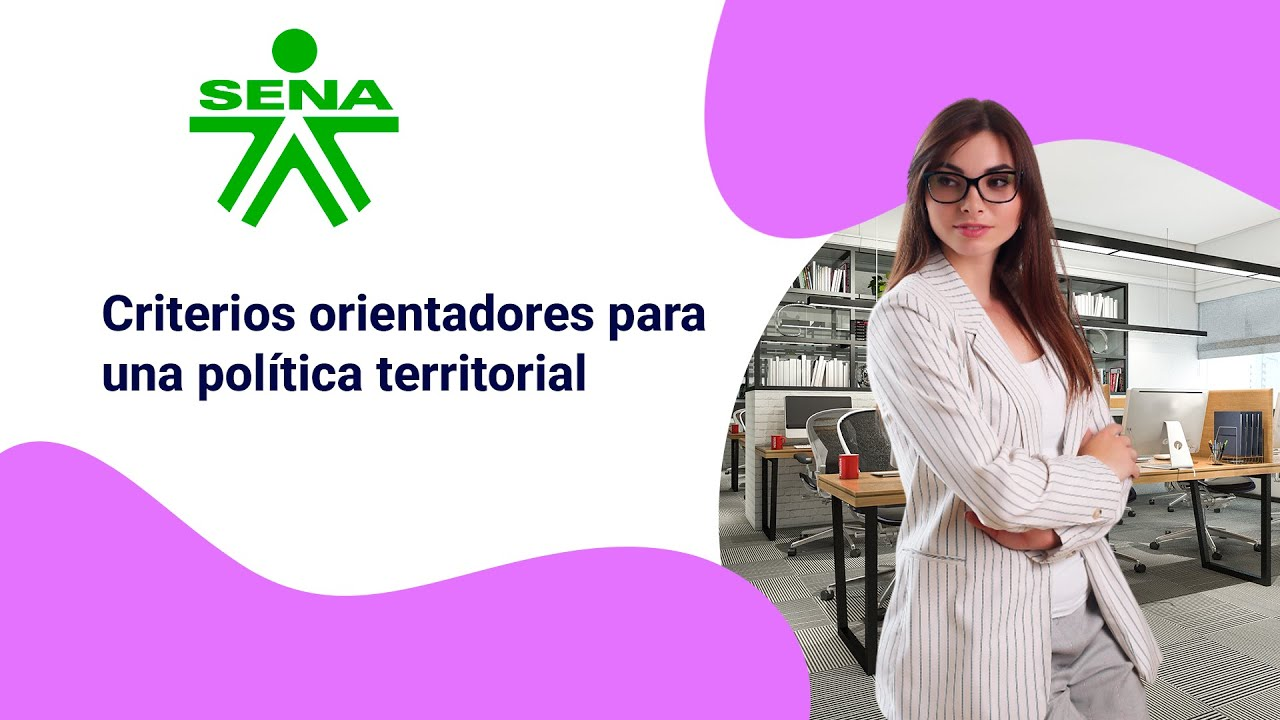 SENA
Criterios orientadores para
una política territorial